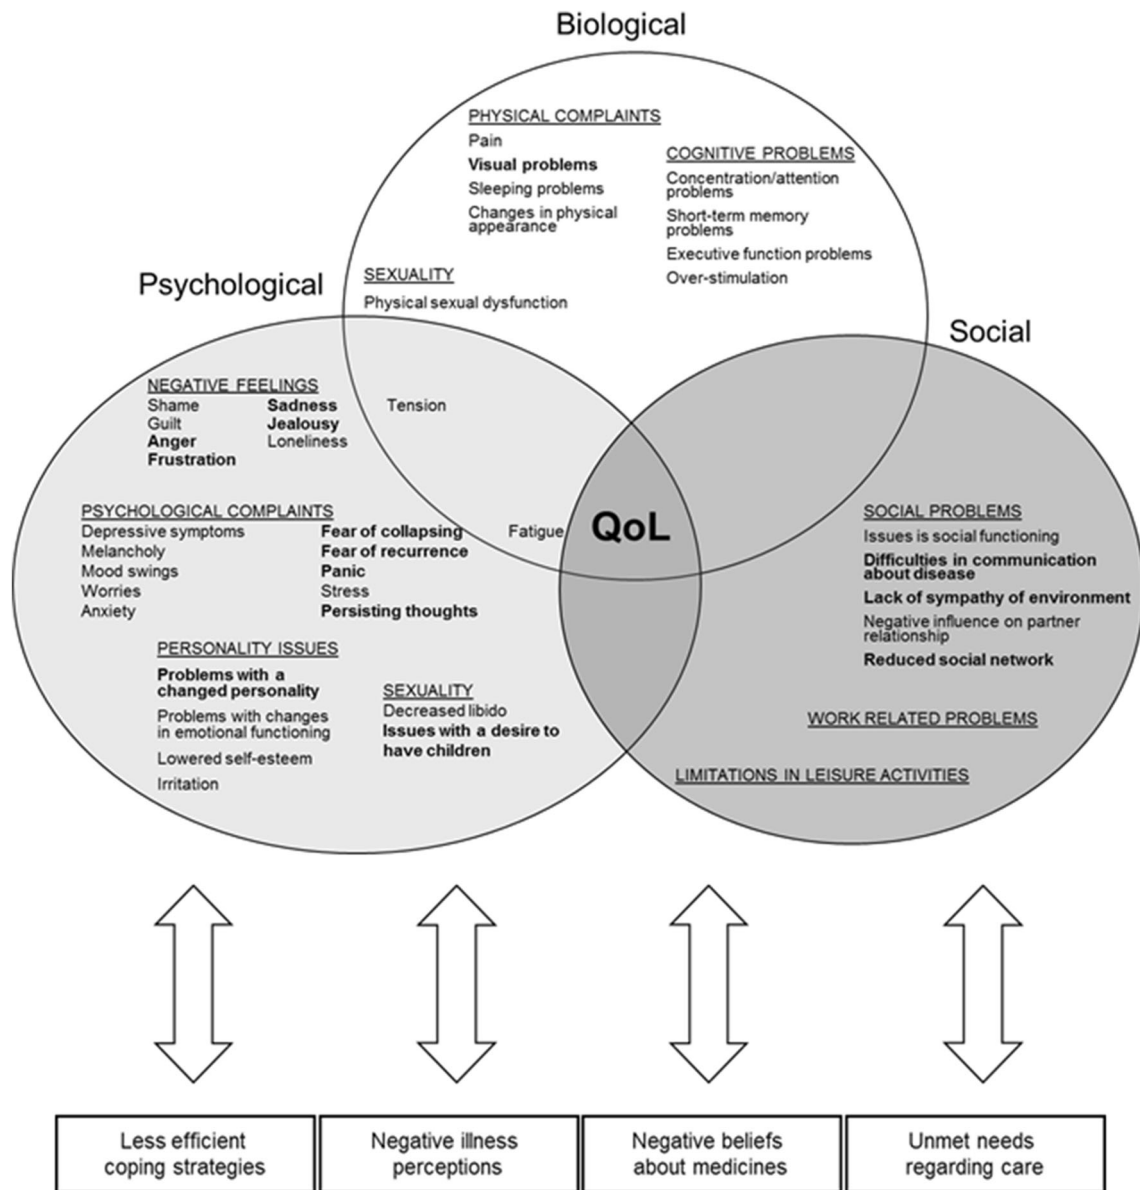 Biological
PHYSICAL COMPLAINTS
Pain
Visual problems
Sleeping problems
Changes in physical
appearance
COGNITIVE PROBLEMS
Concentration/attention
problems
Short-term memory
problems
Executive function problems
Over-stimulation
SEXUALITY
Physical sexual dysfunction
Psychological
Social
NEGATIVE FEELINGS
Shame Sadness Tension
Guilt Jealousy
Anger Loneliness
Frustration
PSYCHOLOGICAL COMPLAINTS
Depressive symptoms Fear of collapsing Fatigue
Melancholy Fear of recurrence
Mood swings Panic
Worries Stress
Anxiety Persisting thoughts
QoL
PERSONALITY ISSUES
Problems with a
changed personality
Problems with changes
in emotional functioning
Lowered self-esteem
Irritation
SEXUALITY
Decreased libido
Issues with a desire to
have children
SOCIAL PROBLEMS
Issues is social functioning
Difficulties in communication
about disease
Lack of sympathy of environment
Negative influence on partner
relationship
Reduced social network
WORK RELATED PROBLEMS
LIMITATIONS IN LEISURE ACTIVITIES
Less efficient
coping strategies
Negative illness
perceptions
Negative beliefs
about medicines
Unmet needs
regarding care